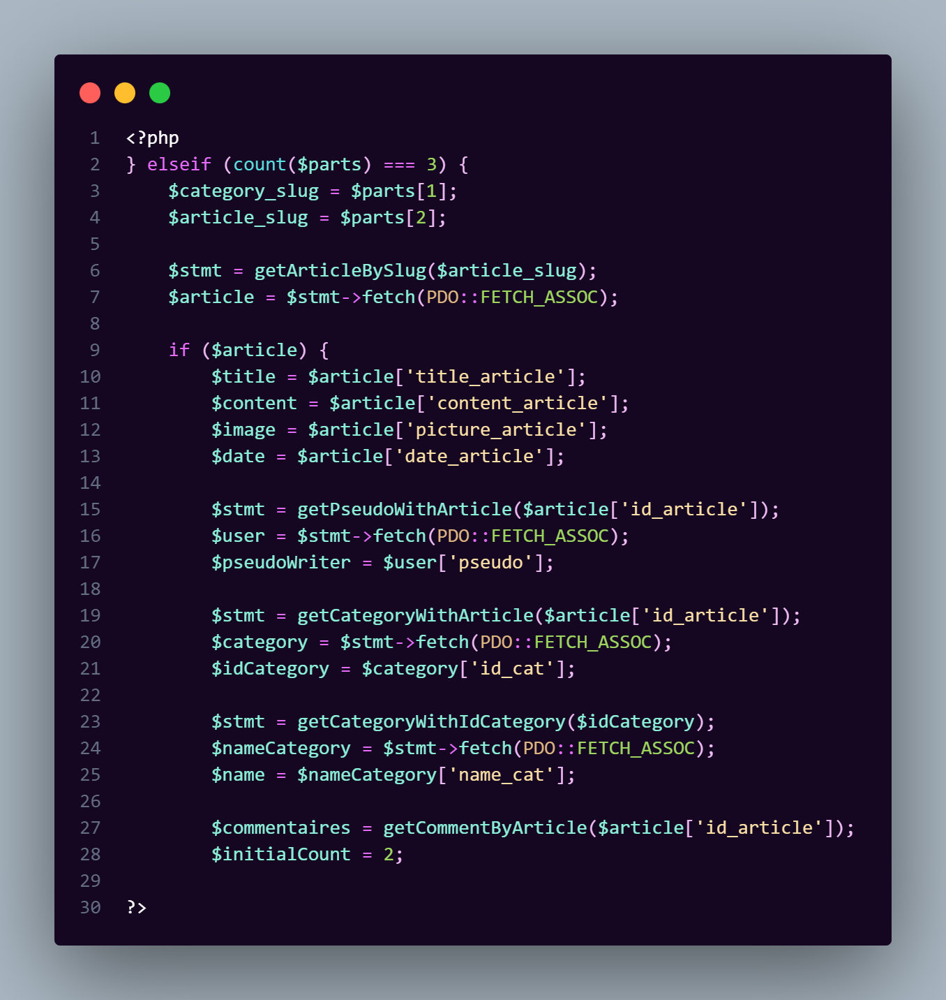 1 <?php
2 } elseif (count($parts) === 3) {
3     $category_slug = $parts[1];
4     $article_slug = $parts[2];
5
6     $stmt = getArticleBySlug($article_slug);
7     $article = $stmt->fetch(PDO::FETCH_ASSOC);
8
9     if ($article) {
10         $title = $article['title_article'];
11         $content = $article['content_article'];
12         $image = $article['picture_article'];
13         $date = $article['date_article'];
14
15         $stmt = getPseudoWithArticle($article['id_article']);
16         $user = $stmt->fetch(PDO::FETCH_ASSOC);
17         $pseudoWriter = $user['pseudo'];
18
19         $stmt = getCategoryWithArticle($article['id_article']);
20         $category = $stmt->fetch(PDO::FETCH_ASSOC);
21         $idCategory = $category['id_cat'];
22
23         $stmt = getCategoryWithIdCategory($idCategory);
24         $nameCategory = $stmt->fetch(PDO::FETCH_ASSOC);
25         $name = $nameCategory['name_cat'];
26
27         $commentaires = getCommentByArticle($article['id_article']);
28         $initialCount = 2;
29
30 ?>